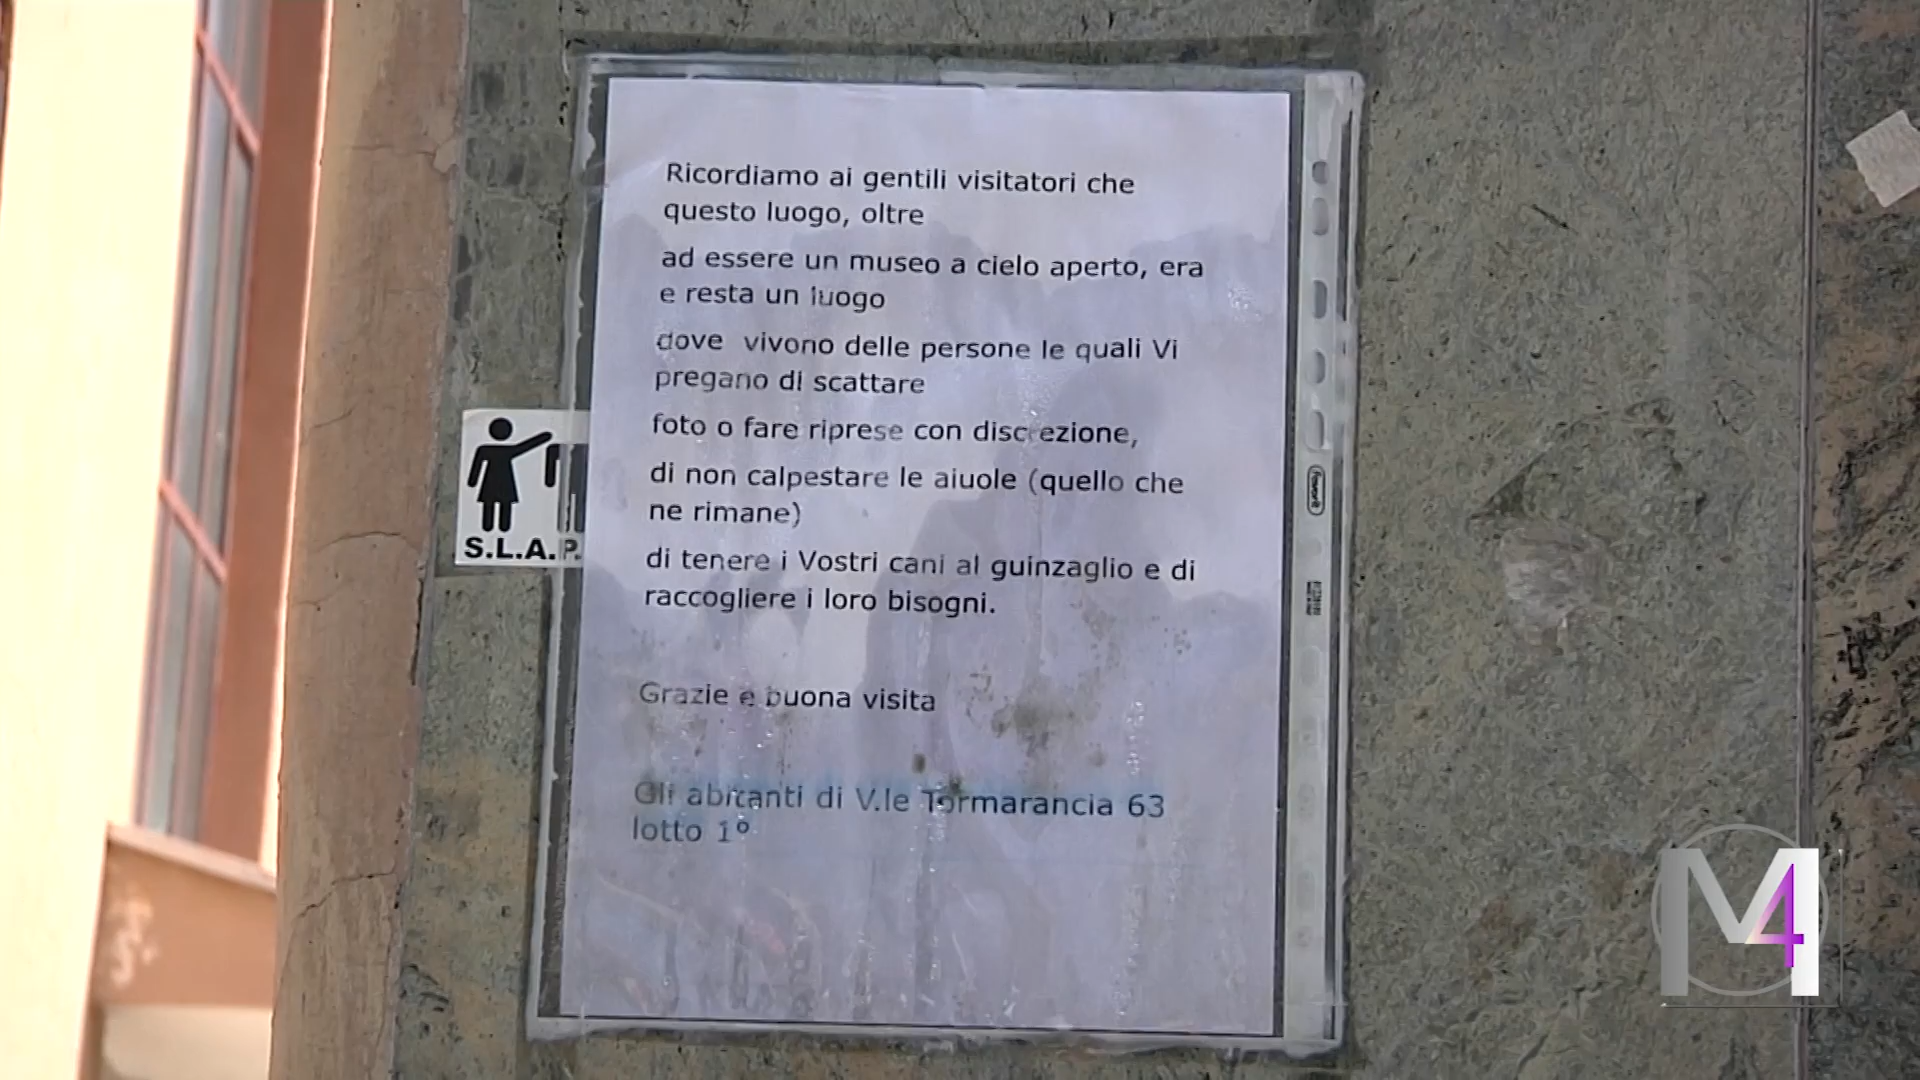 Ricordiamo ai gentili visitatori che
questo luogo, oltre
ad essere un museo a cielo aperto, era
e resta un luogo
dove vivono delle persone le quali Vi
pregano di scattare
foto o fare riprese con discrezione,
di non calpestare le aiuole (quello che
ne rimane)
di tenere i Vostri cani al guinzaglio e di
raccogliere i loro bisogni.
Grazie e buona visita
Gli abitanti di V.le Tormarancia 63
lotto 1º
S.L.A.P.
Favorit
M4